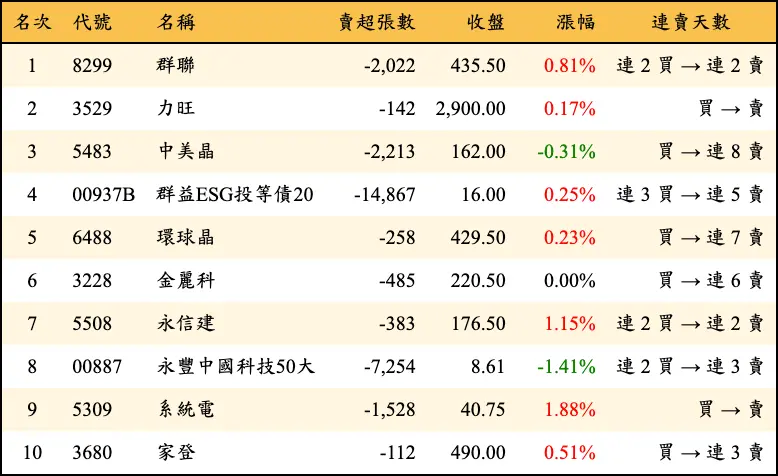 名次 代號 名稱 賣超張數 收盤 漲幅 連賣天數
1 8299 群聯 -2,022 435.50 0.81% 連 2 買 → 連 2 賣
2 3529 力旺 -142 2,900.00 0.17% 買 → 賣
3 5483 中美晶 -2,213 162.00 -0.31% 買 → 連 8 賣
4 00937B 群益ESG投等債20 -14,867 16.00 0.25% 連 3 買 → 連 5 賣
5 6488 環球晶 -258 429.50 0.23% 買 → 連 7 賣
6 3228 金麗科 -485 220.50 0.00% 買 → 連 6 賣
7 5508 永信建 -383 176.50 1.15% 連 2 買 → 連 2 賣
8 00887 永豐中國科技50大 -7,254 8.61 -1.41% 連 2 買 → 連 3 賣
9 5309 系統電 -1,528 40.75 1.88% 買 → 賣
10 3680 家登 -112 490.00 0.51% 買 → 連 3 賣